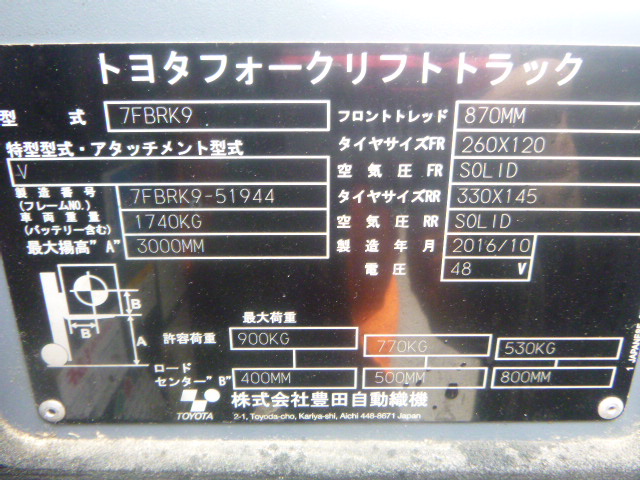 トヨタフォークリフトトラック
型 式 7FBRK9 フロントトレッド 870MM
特型型式・アタッチメント型式 タイヤサイズFR 260X120
V 空気圧 FR SOLID
製造番号 (フレームNO.) 7FBRK9-51944 タイヤサイズRR 330X145
車両重量 (バッテリー含む) 1740KG 空気圧 RR SOLID
最大揚高"A" 3000MM 製造年月 2016/10
電圧 48 V
B
B
A
最大荷重
許容荷重 900KG 770KG 530KG
ロード
センター"B" 400MM 500MM 800MM
TOYOTA 株式会社豊田自動織機
2-1, Toyoda-cho, Kariya-shi, Aichi 448-8671 Japan